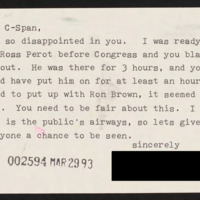 C-Span,
so disappointed in you. I was ready
Ross Perot before Congress and you bla
out. He was there for 3 hours, and yo
d have put him on for at least an hour
d to put up with Ron Brown, it seemed
. You need to be fair about this. I
is the public's airways, so lets give
yone a chance to be seen.
sincerely
002594 MAR 29 93